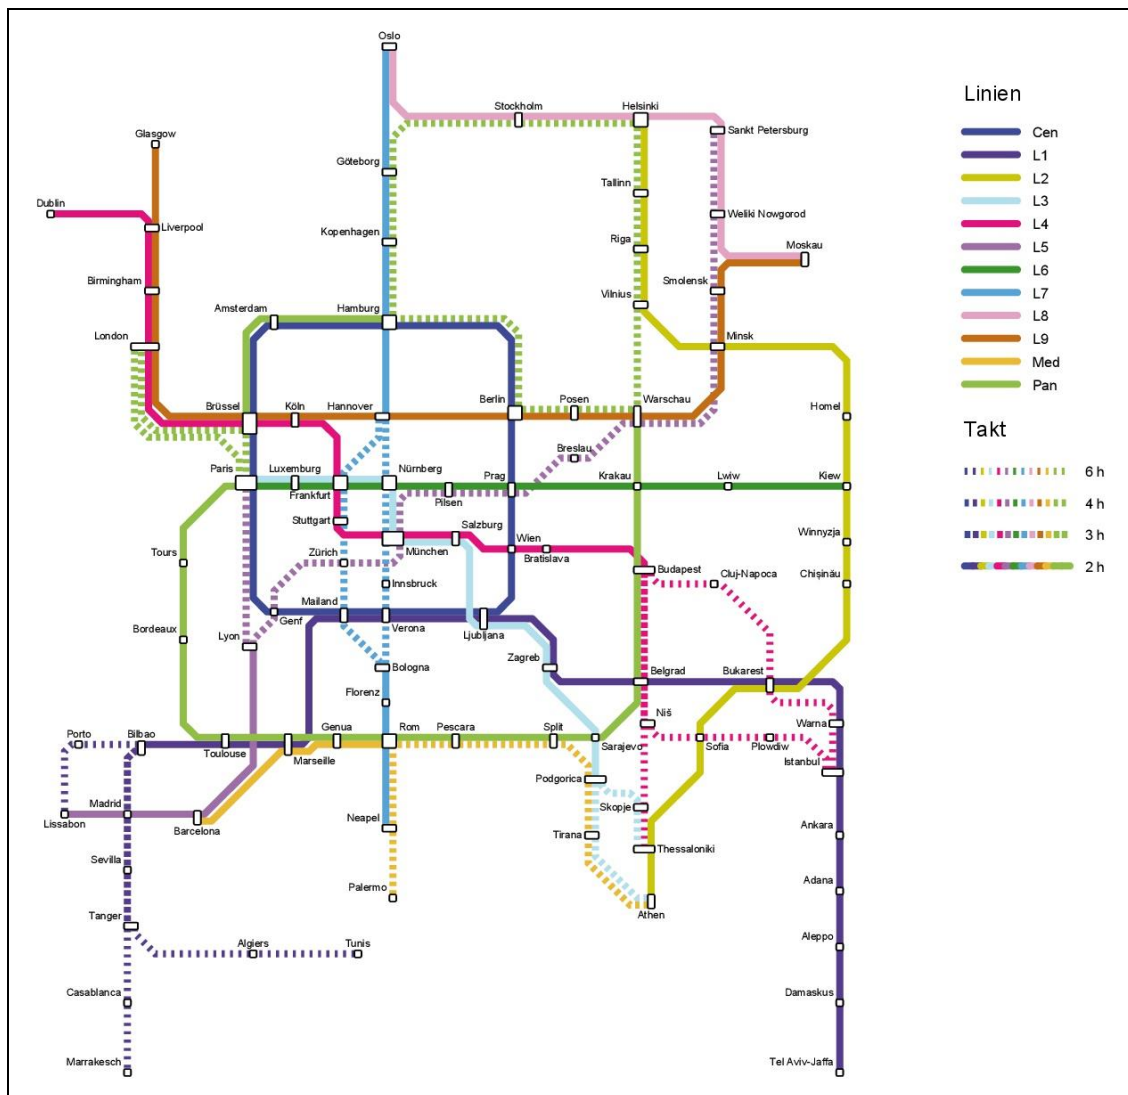 Oslo
Stockholm
Helsinki
Linien
Sankt Petersburg
Glasgow
Cen
Göteborg
L1
Tallinn
L2
Dublin
L3
Liverpool
Weliki Nowgorod
L4
Kopenhagen
Riga
Moskau
L5
L6
Birmingham
Smolensk
L7
Vilnius
Amsterdam
Hamburg
L8
London
Minsk
L9
Med
Pan
Brüssel
Köln
Hannover
Berlin
Posen
Warschau
Homel
Takt
Breslau
Paris
Luxemburg
Nürnberg
6 h
Prag
Krakau
Lwiw
Kiew
Frankfurt
Pilsen
4 h
Stuttgart
Salzburg
Winnyzja
3 h
Tours
Zürich
München
Wien
Bratislava
2 h
Budapest
Cluj-Napoca
Chişinău
Innsbruck
Mailand
Genf
Verona
Ljubljana
Bordeaux
Lyon
Zagreb
Bologna
Belgrad
Bukarest
Florenz
Niš
Warna
Porto
Bilbao
Genua
Rom
Pescara
Split
Toulouse
Marseille
Sarajevo
Sofia
Plowdiw
Istanbul
Podgorica
Madrid
Skopje
Lissabon
Barcelona
Neapel
Ankara
Tirana
Thessaloniki
Sevilla
Adana
Palermo
Tanger
Athen
Aleppo
Algiers
Tunis
Casablanca
Damaskus
Marrakesch
Tel Aviv-Jaffa